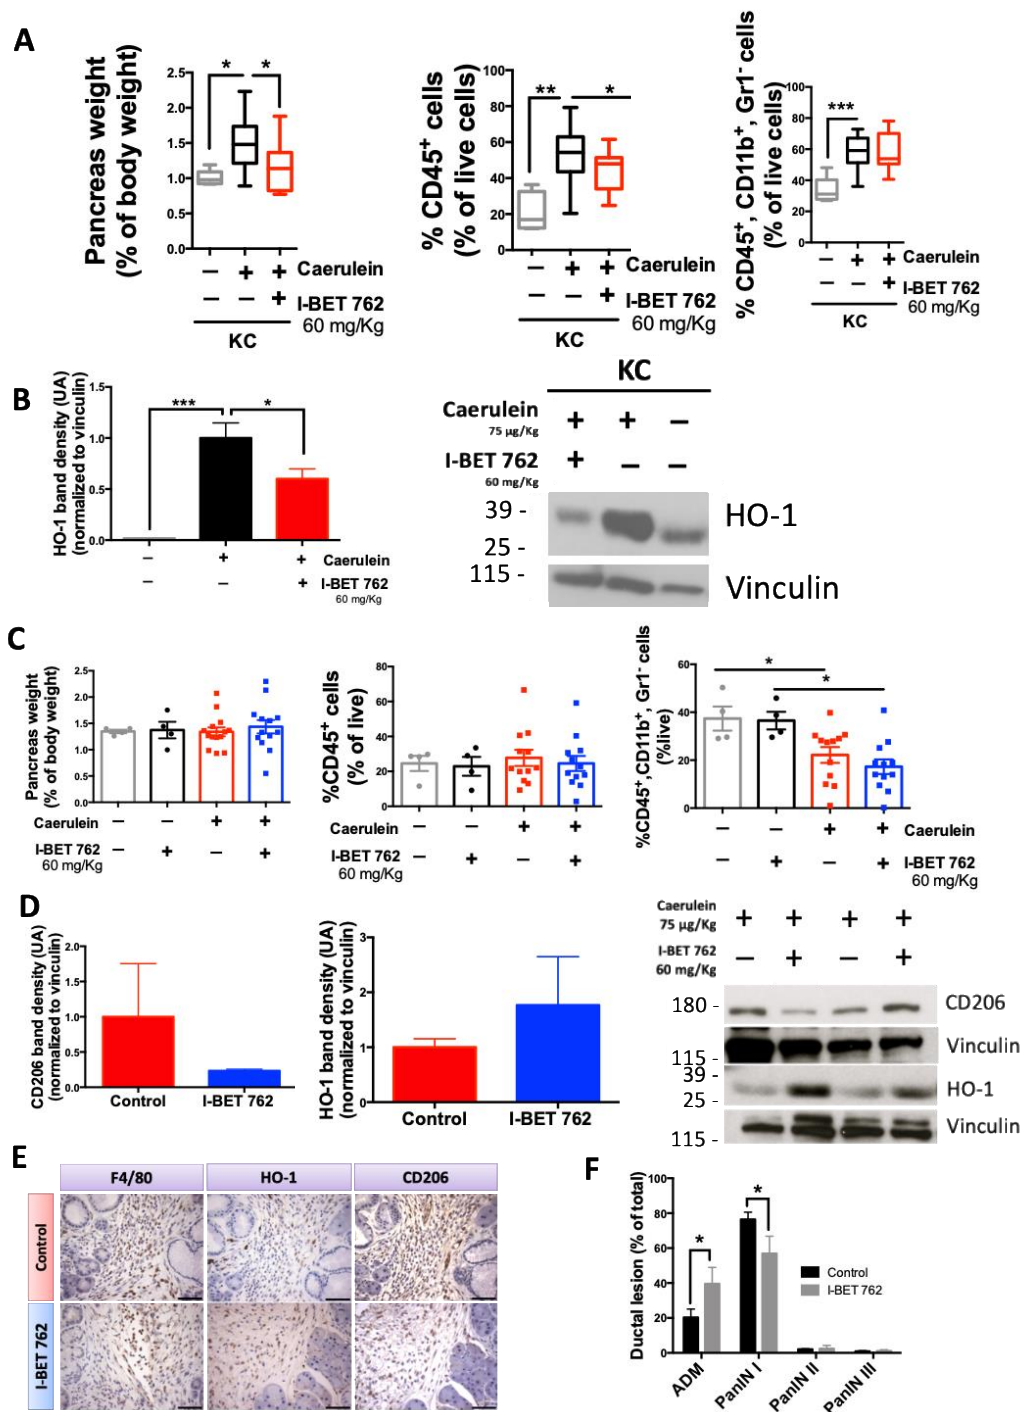 A
Pancreas weight
(% of body weight)
2.5
2.0
1.5
1.0
0.5
0.0
* *
− + + Caerulein
− − + I-BET 762
60 mg/Kg
KC
% CD45+ cells
(% of live cells)
100
80
60
40
20
0
** *
− + + Caerulein
− − + I-BET 762
60 mg/Kg
KC
% CD45+, CD11b+, Gr1- cells
(% of live cells)
100
80
60
40
20
0
***
− + + Caerulein
− − + I-BET 762
60 mg/Kg
KC
B
HO-1 band density (UA)
(normalized to vinculin)
1.5
1.0
0.5
0.0
*** *
− + + Caerulein
− − + I-BET 762
60 mg/Kg
KC
Caerulein + + −
75 µg/Kg
I-BET 762 + − −
60 mg/Kg
39 - HO-1
25 -
115 - Vinculin
C
Pancreas weight
(% of body weight)
2.5
2.0
1.5
1.0
0.5
0.0
Caerulein − − + +
I-BET 762 − + − +
60 mg/Kg
%CD45+ cells
(% of live)
80
60
40
20
0
Caerulein − − + +
I-BET 762 − + − +
60 mg/Kg
%CD45+,CD11b+, Gr1- cells
(%live)
60
40
20
0
* *
− − + + Caerulein
− + − + I-BET 762
60 mg/Kg
D
CD206 band density (UA)
(normalized to vinculin)
2.0
1.5
1.0
0.5
0.0
Control I-BET 762
HO-1 band density (UA)
(normalized to vinculin)
3
2
1
0
Control I-BET 762
Caerulein + + + +
75 µg/Kg
I-BET 762 − + − +
60 mg/Kg
180 - CD206
Vinculin
115 -
39 -
HO-1
25 -
Vinculin
115 -
E
F4/80 HO-1 CD206
Control
I-BET 762
F
Ductal lesion (% of total)
100
80
60
40
20
0
* *
Control
I-BET 762
ADM PanIN I PanIN II PanIN III